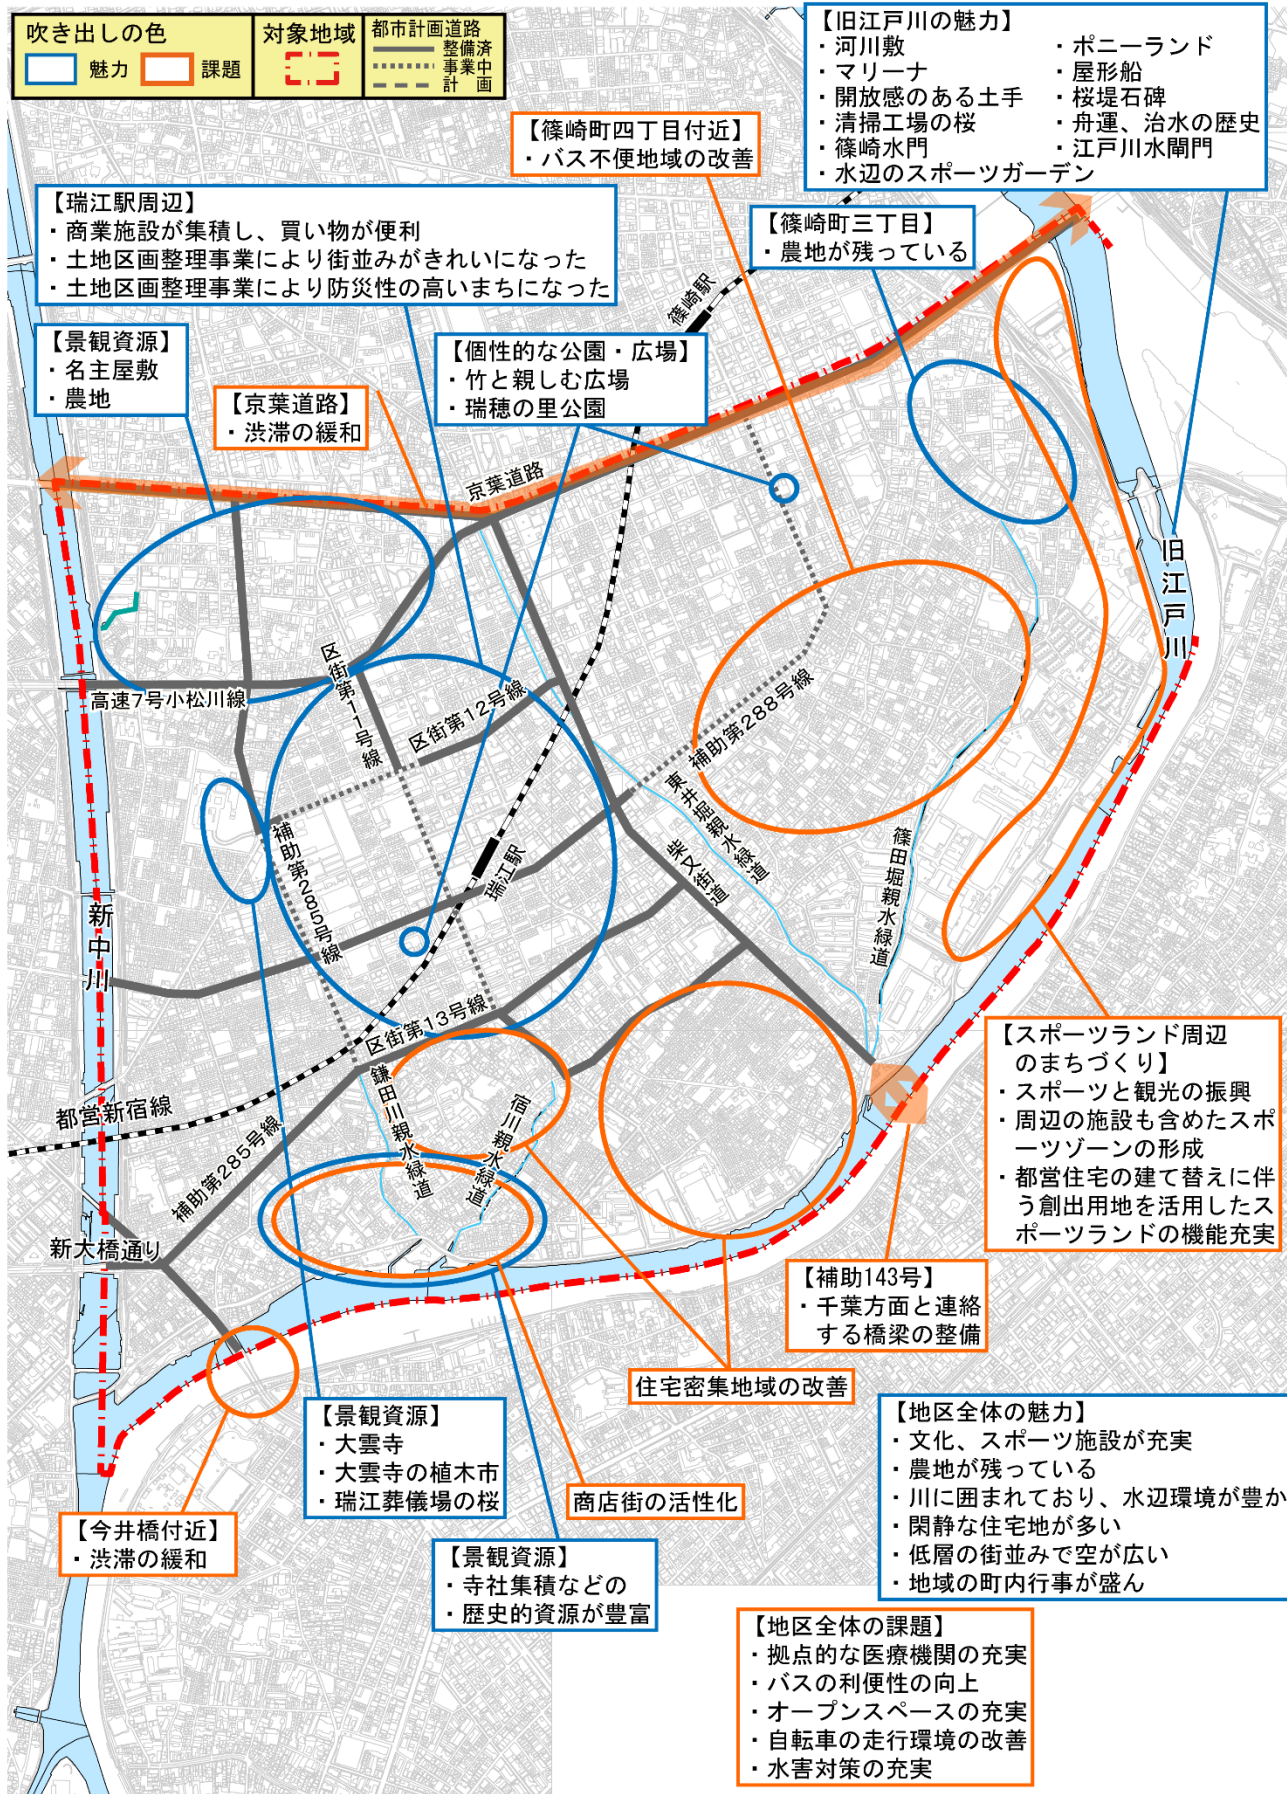 吹き出しの色
魅力
課題
対象地域
都市計画道路
整備済
事業中
計 画
【旧江戸川の魅力】
・河川敷
・マリーナ
・開放感のある土手
・清掃工場の桜
・篠崎水門
・水辺のスポーツガーデン
・ポニーランド
・屋形船
・桜堤石碑
・舟運、治水の歴史
・江戸川水閘門
【篠崎町四丁目付近】
・バス不便地域の改善
【瑞江駅周辺】
・商業施設が集積し、買い物が便利
・土地区画整理事業により街並みがきれいになった
・土地区画整理事業により防災性の高いまちになった
【篠崎町三丁目】
・農地が残っている
篠崎駅
【景観資源】
・名主屋敷
・農地
【個性的な公園・広場】
・竹と親しむ広場
・瑞穂の里公園
【京葉道路】
・渋滞の緩和
京葉道路
旧江戸川
区街第11号線
高速7号小松川線
区街第12号線
補助第288号線
東井堀親水緑道
補助第285号線
瑞江駅
柴又街道
篠田堀親水緑道
新中川
区街第13号線
鎌田川親水緑道
宿川親水緑道
都営新宿線
補助第285号線
新大橋通り
【スポーツランド周辺
のまちづくり】
・スポーツと観光の振興
・周辺の施設も含めたスポ
ーツゾーンの形成
・都営住宅の建て替えに伴
う創出用地を活用したス
ポーツランドの機能充実
【補助143号】
・千葉方面と連絡
する橋梁の整備
住宅密集地域の改善
【景観資源】
・大雲寺
・大雲寺の植木市
・瑞江葬儀場の桜
商店街の活性化
【今井橋付近】
・渋滞の緩和
【景観資源】
・寺社集積などの
・歴史的資源が豊富
【地区全体の魅力】
・文化、スポーツ施設が充実
・農地が残っている
・川に囲まれており、水辺環境が豊か
・閑静な住宅地が多い
・低層の街並みで空が広い
・地域の町内行事が盛ん
【地区全体の課題】
・拠点的な医療機関の充実
・バスの利便性の向上
・オープンスペースの充実
・自転車の走行環境の改善
・水害対策の充実